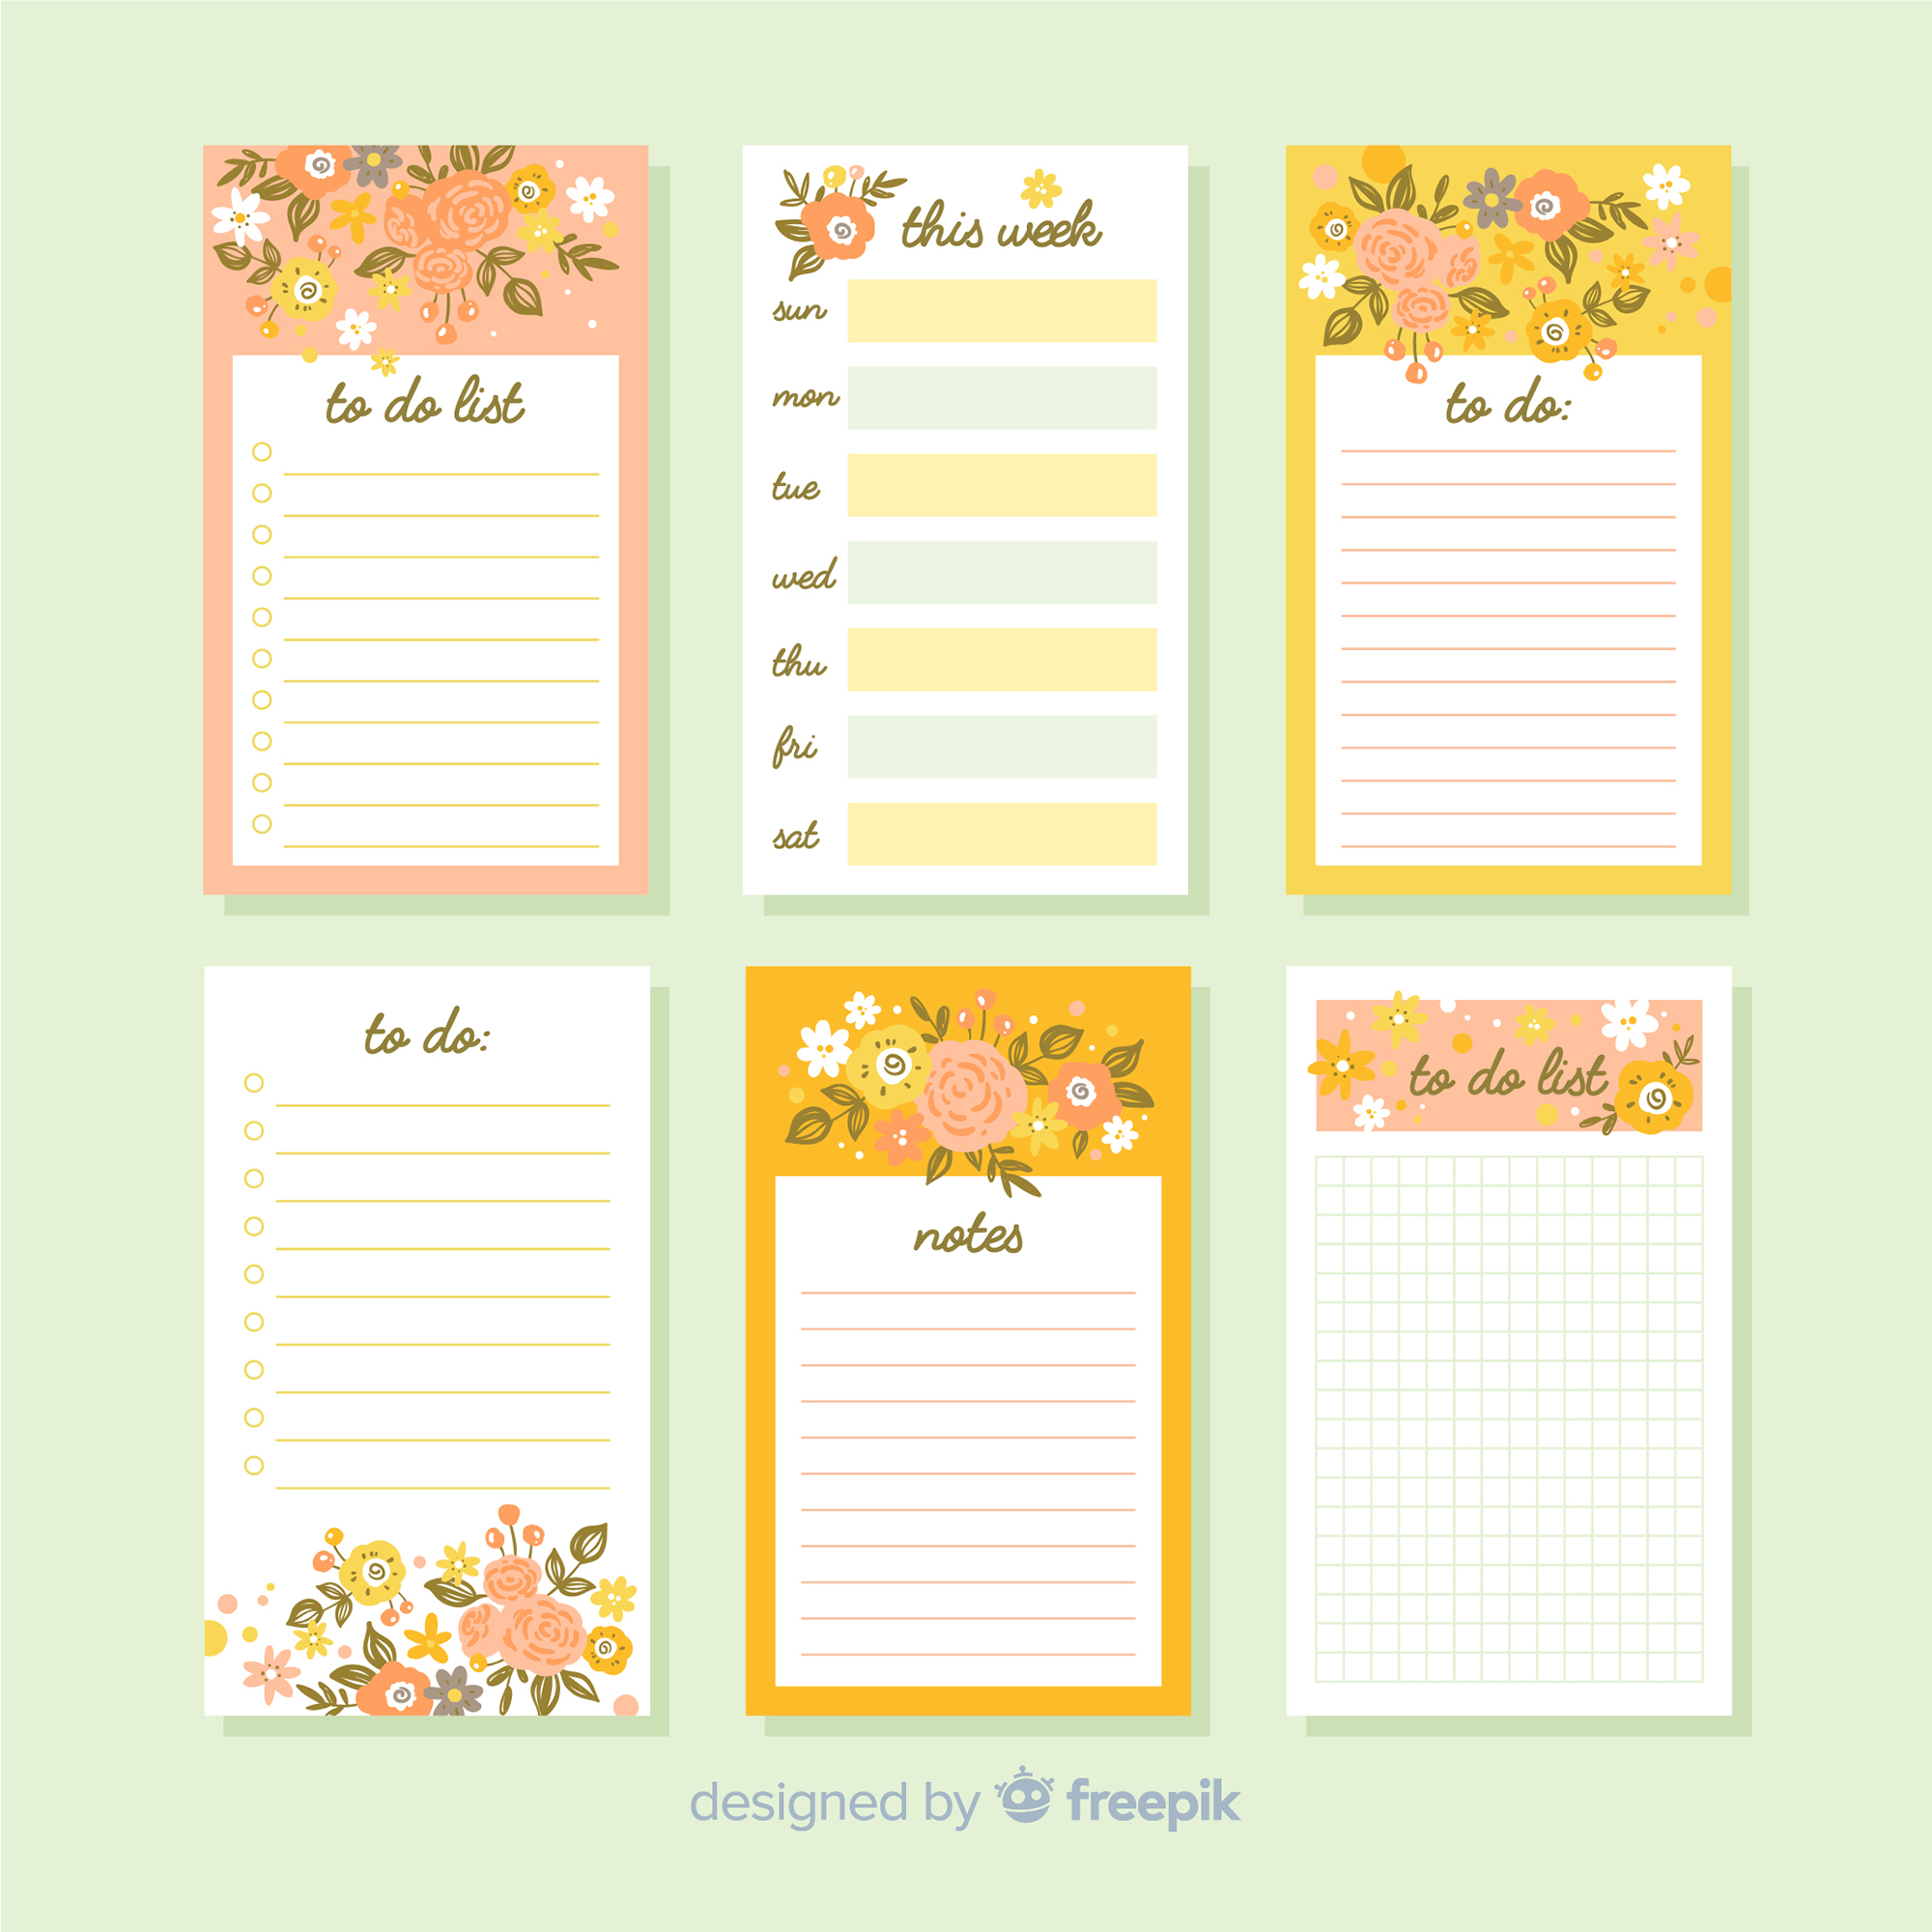 to do list
this week
sun
mon
tue
wed
thu
fri
sat
to do:
to do:
notes
to do list
designed by freepik